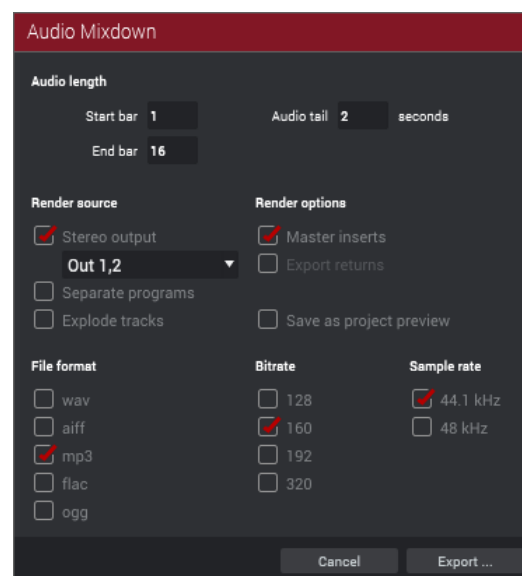 Audio Mixdown
Audio length
Start bar 1 Audio tail 2 seconds
End bar 16
Render source Render options
Stereo output Master inserts
Out 1,2 Export returns
Separate programs
Explode tracks Save as project preview
File format Bitrate Sample rate
wav 128 44.1 kHz
aiff 160 48 kHz
mp3 192
flac 320
ogg
Cancel Export ...